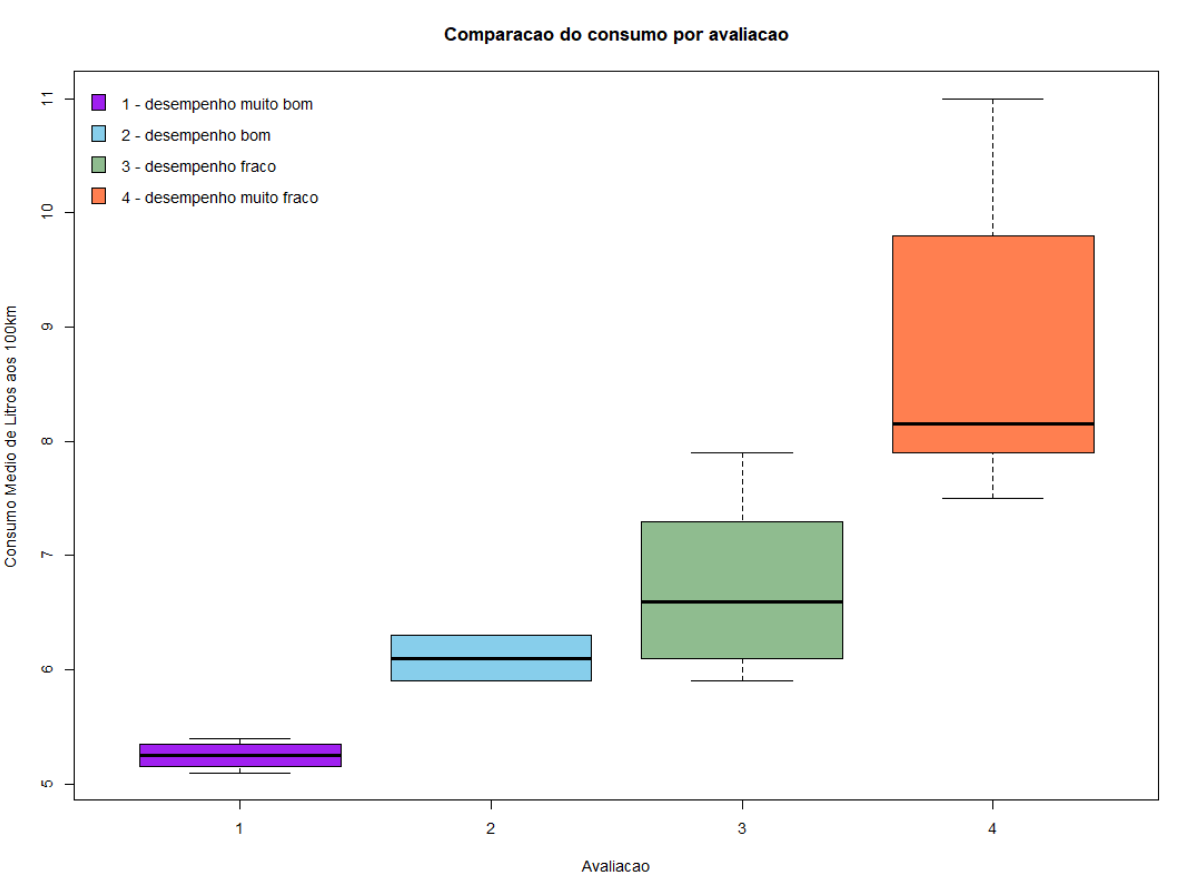 Comparacao do consumo por avaliacao
1 - desempenho muito bom
2 - desempenho bom
3 - desempenho fraco
4 - desempenho muito fraco
Consumo Medio de Litros aos 100km
11
10
9
8
7
6
5
1 2 3 4
Avaliacao